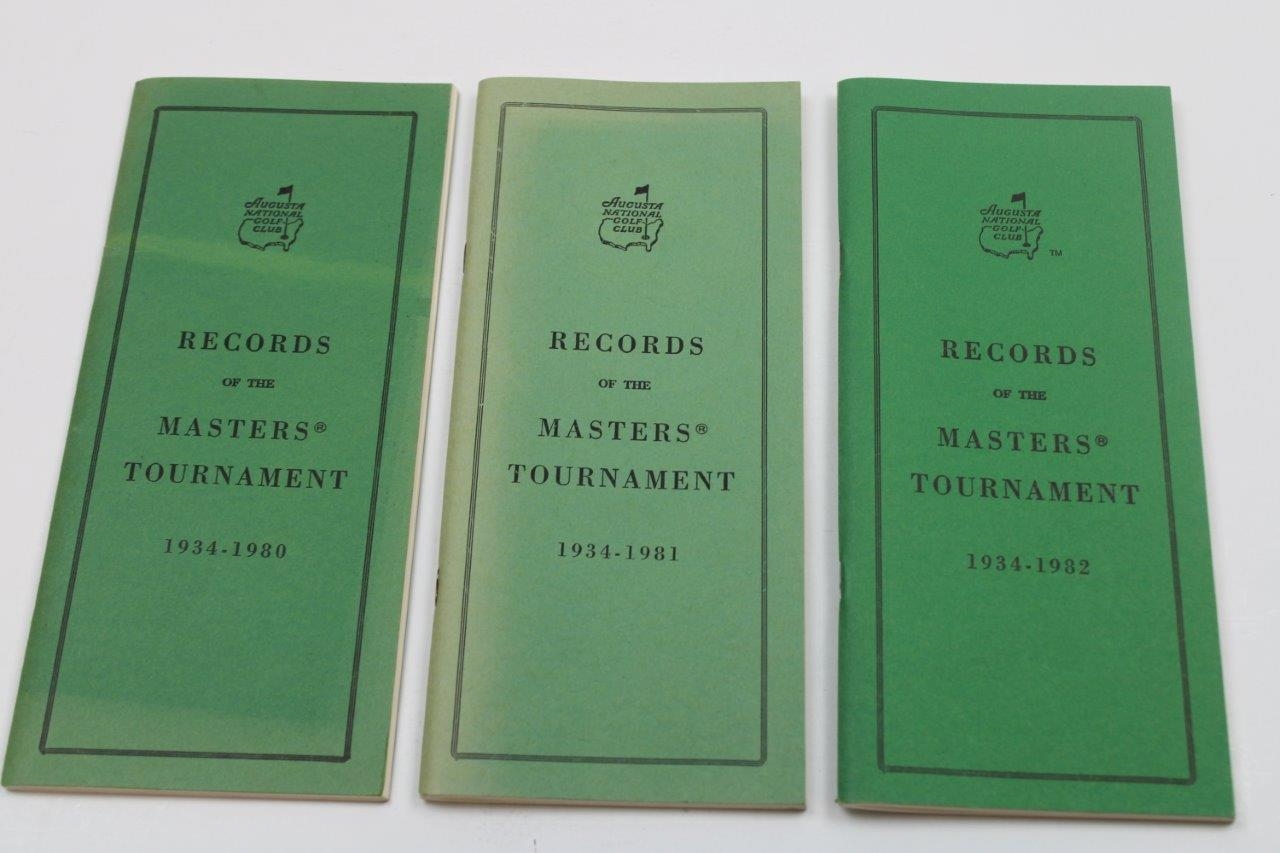 AUGUSTA
NATIONAL
GOLF
CLUB
RECORDS
OF THE
MASTERS®
TOURNAMENT
1934-1980
AUGUSTA
NATIONAL
GOLF
CLUB
RECORDS
OF THE
MASTERS®
TOURNAMENT
1934-1981
AUGUSTA
NATIONAL
GOLF
CLUB
TM
RECORDS
OF THE
MASTERS®
TOURNAMENT
1934-1982